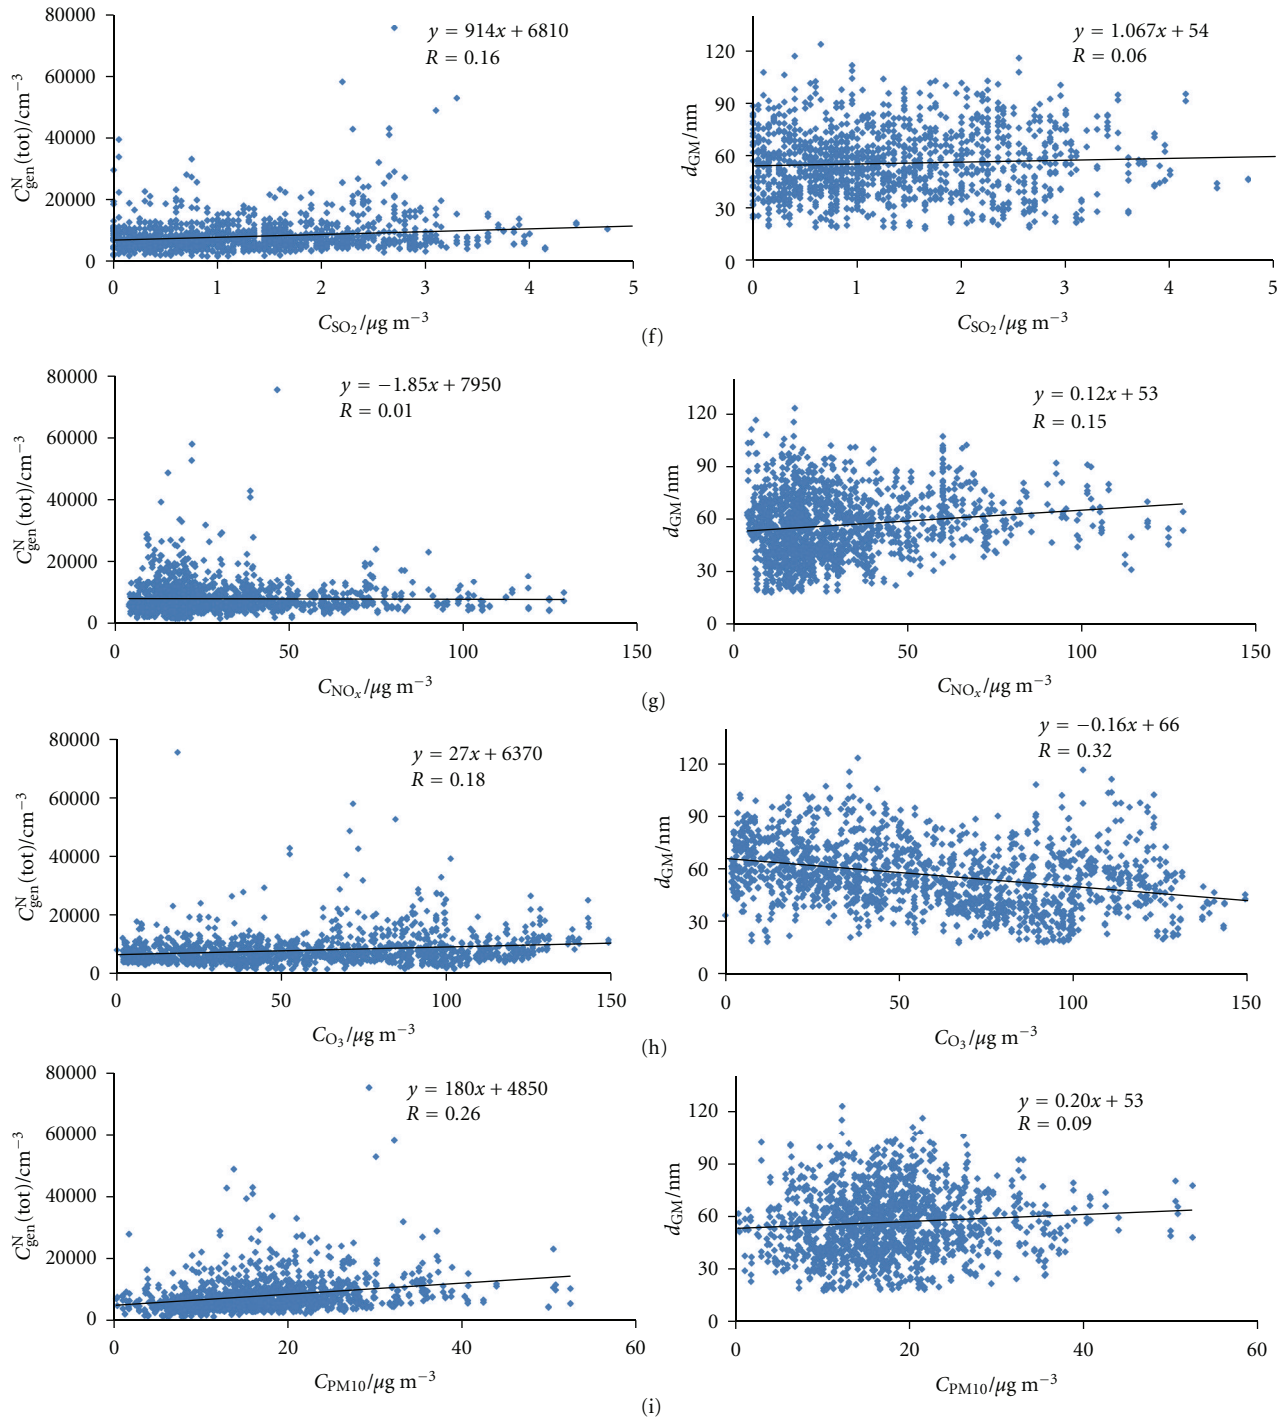 80000
60000
40000
20000
0
C^N_gen(tot)/cm^−3
y = 914x + 6810
R = 0.16
0 1 2 3 4 5
C_SO2/μg m^−3
120
90
60
30
0
d_GM/nm
y = 1.067x + 54
R = 0.06
0 1 2 3 4 5
C_SO2/μg m^−3
(f)
80000
60000
40000
20000
0
C^N_gen(tot)/cm^−3
y = −1.85x + 7950
R = 0.01
0 50 100 150
C_NOx/μg m^−3
120
90
60
30
0
d_GM/nm
y = 0.12x + 53
R = 0.15
0 50 100 150
C_NOx/μg m^−3
(g)
80000
60000
40000
20000
0
C^N_gen(tot)/cm^−3
y = 27x + 6370
R = 0.18
0 50 100 150
C_O3/μg m^−3
120
90
60
30
0
d_GM/nm
y = −0.16x + 66
R = 0.32
0 50 100 150
C_O3/μg m^−3
(h)
80000
60000
40000
20000
0
C^N_gen(tot)/cm^−3
y = 180x + 4850
R = 0.26
0 20 40 60
C_PM10/μg m^−3
120
90
60
30
0
d_GM/nm
y = 0.20x + 53
R = 0.09
0 20 40 60
C_PM10/μg m^−3
(i)